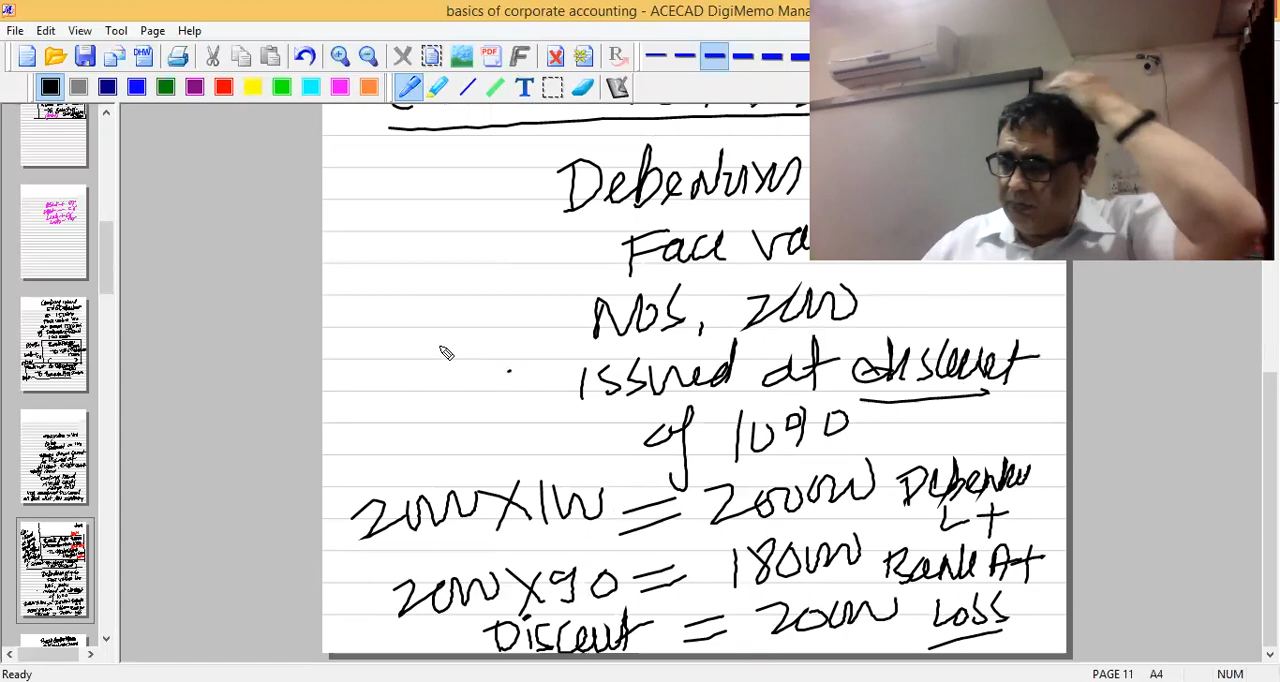 basics of corporate accounting - ACECAD DigiMemo Mana
File Edit View Tool Page Help
Debentures
Face va
Nos, 2000
issued at discount
of 10%
2000 X 100 = 200000 Debenture
L+
2000 X 90 = 180000 Bank A+
Discount = 20000 Loss
Ready PAGE 11 A4 NUM